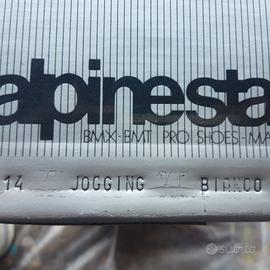 alpinesta
BMX-BMT PRO SHOES-MA
14 JOGGING BIANCO
subito